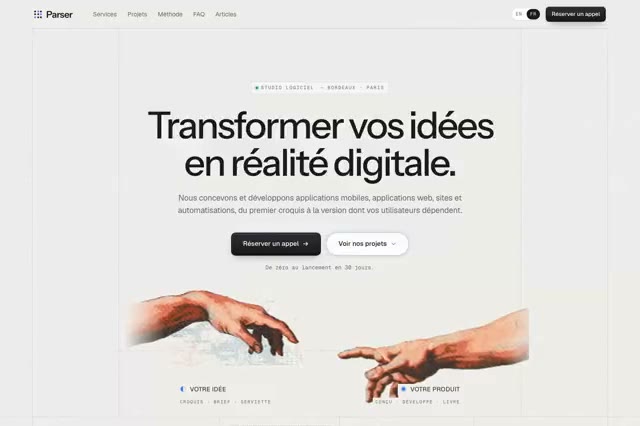 Parser
Services Projets Méthode FAQ Articles
EN FR
Réserver un appel
STUDIO LOGICIEL — BORDEAUX · PARIS
Transformer vos idées
en réalité digitale.
Nous concevons et développons applications mobiles, applications web, sites et
automatisations, du premier croquis à la version dont vos utilisateurs dépendent.
Réserver un appel →
Voir nos projets →
De zéro au lancement en 30 jours.
VOTRE IDÉE
CROQUIS · BRIEF · SERVIETTE
VOTRE PRODUIT
CONÇU · DÉVELOPPÉ · LIVRÉ